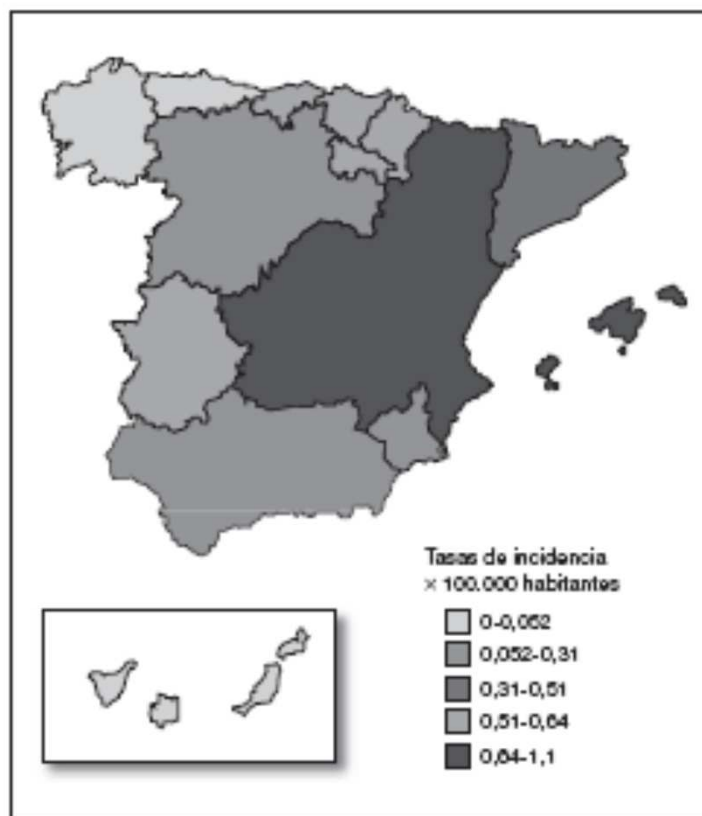 Tasas de incidencia
× 100.000 habitantes
0-0,052
0,052-0,31
0,31-0,51
0,51-0,64
0,64-1,1